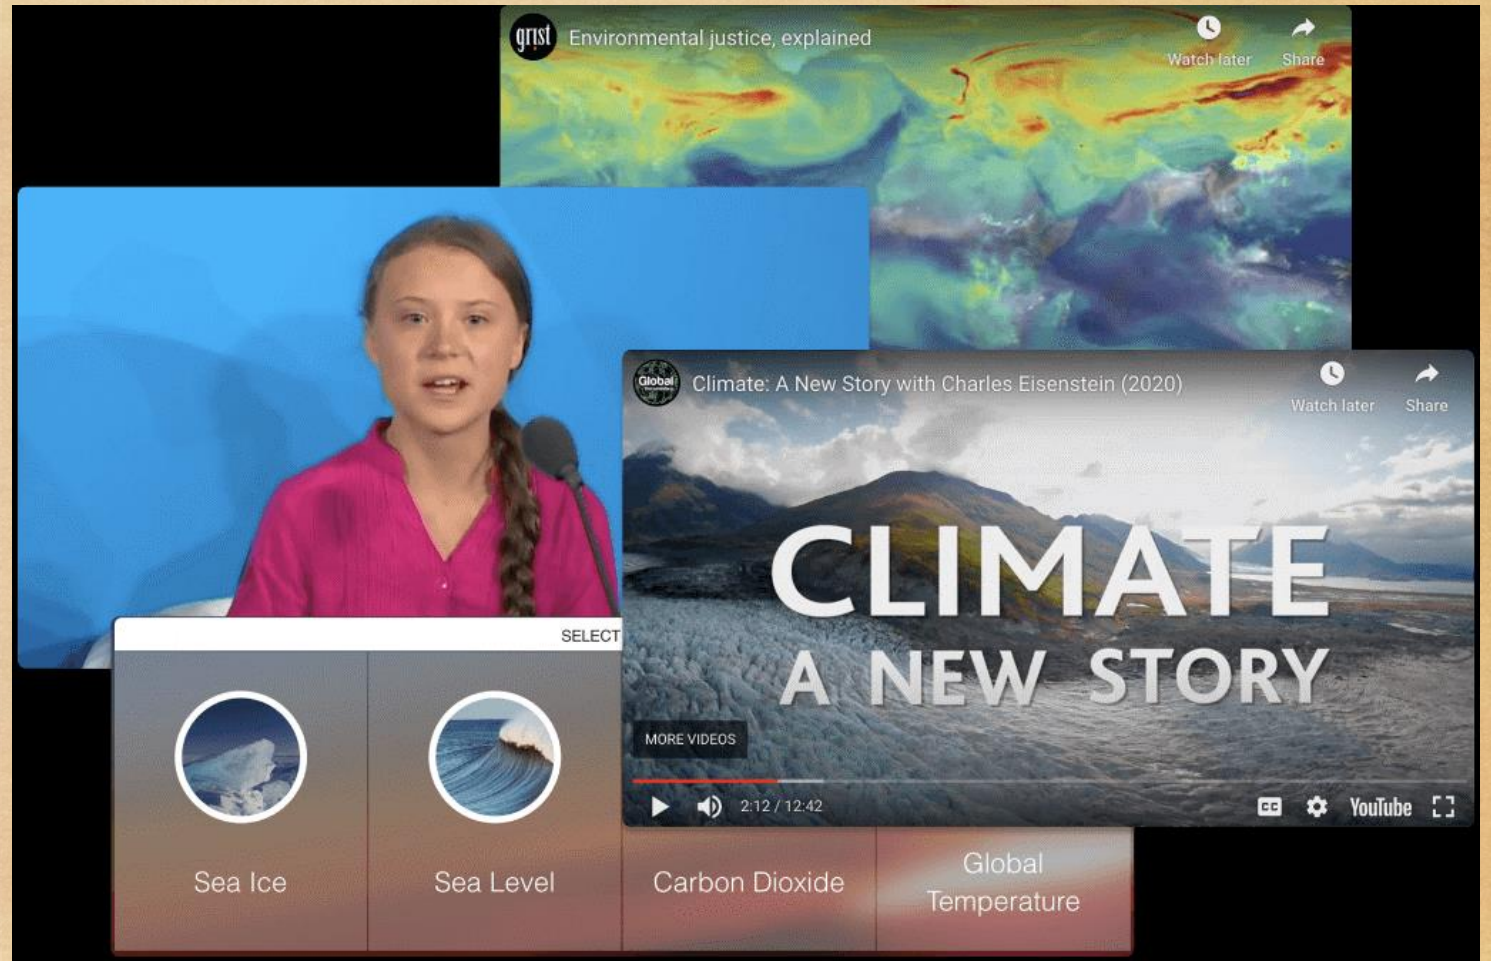 grist
Environmental justice, explained
Watch later
Share
Global
Climate: A New Story with Charles Eisenstein (2020)
Watch later
Share
CLIMATE
A NEW STORY
MORE VIDEOS
2:12 / 12:42
CC
YouTube
SELECT
Sea Ice
Sea Level
Carbon Dioxide
Global
Temperature